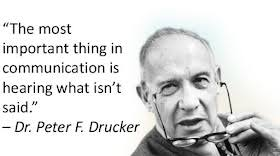 “The most
important thing in
communication is
hearing what isn’t
said.”
– Dr. Peter F. Drucker